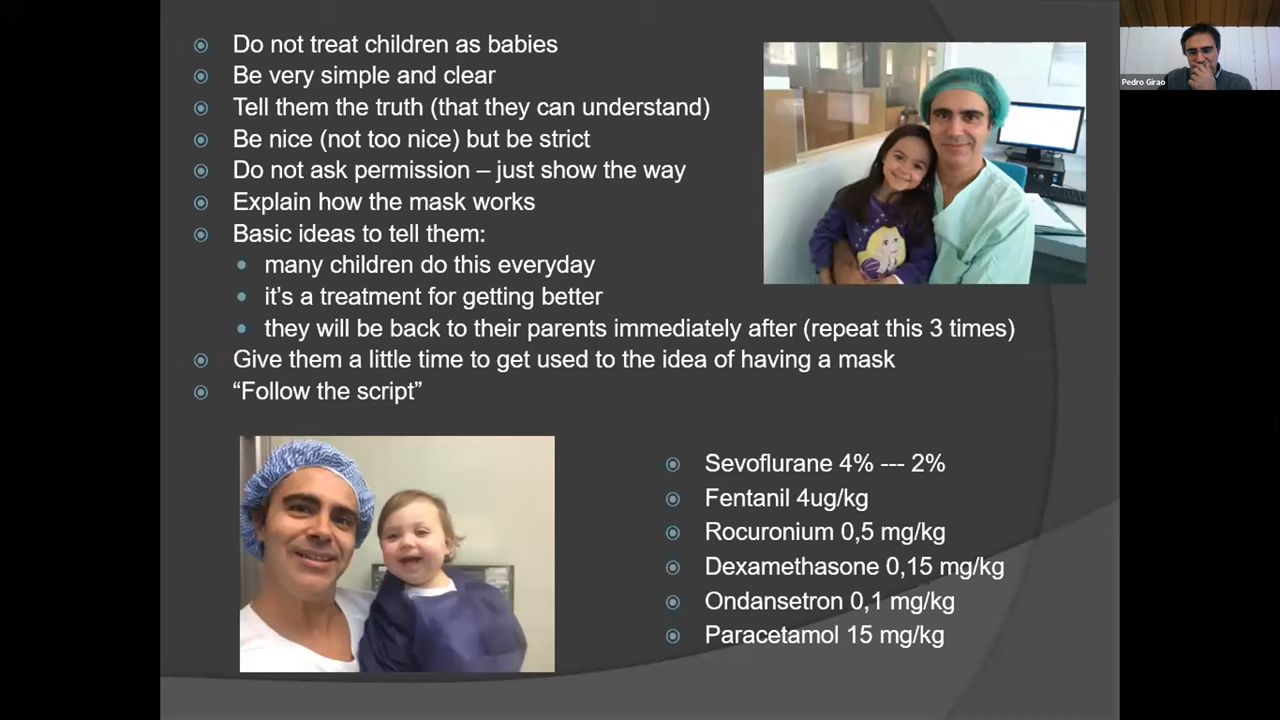 Do not treat children as babies
Be very simple and clear
Tell them the truth (that they can understand)
Be nice (not too nice) but be strict
Do not ask permission – just show the way
Explain how the mask works
Basic ideas to tell them:
many children do this everyday
it's a treatment for getting better
they will be back to their parents immediately after (repeat this 3 times)
Give them a little time to get used to the idea of having a mask
“Follow the script”
Sevoflurane 4% --- 2%
Fentanil 4ug/kg
Rocuronium 0,5 mg/kg
Dexamethasone 0,15 mg/kg
Ondansetron 0,1 mg/kg
Paracetamol 15 mg/kg
Pedro Girao